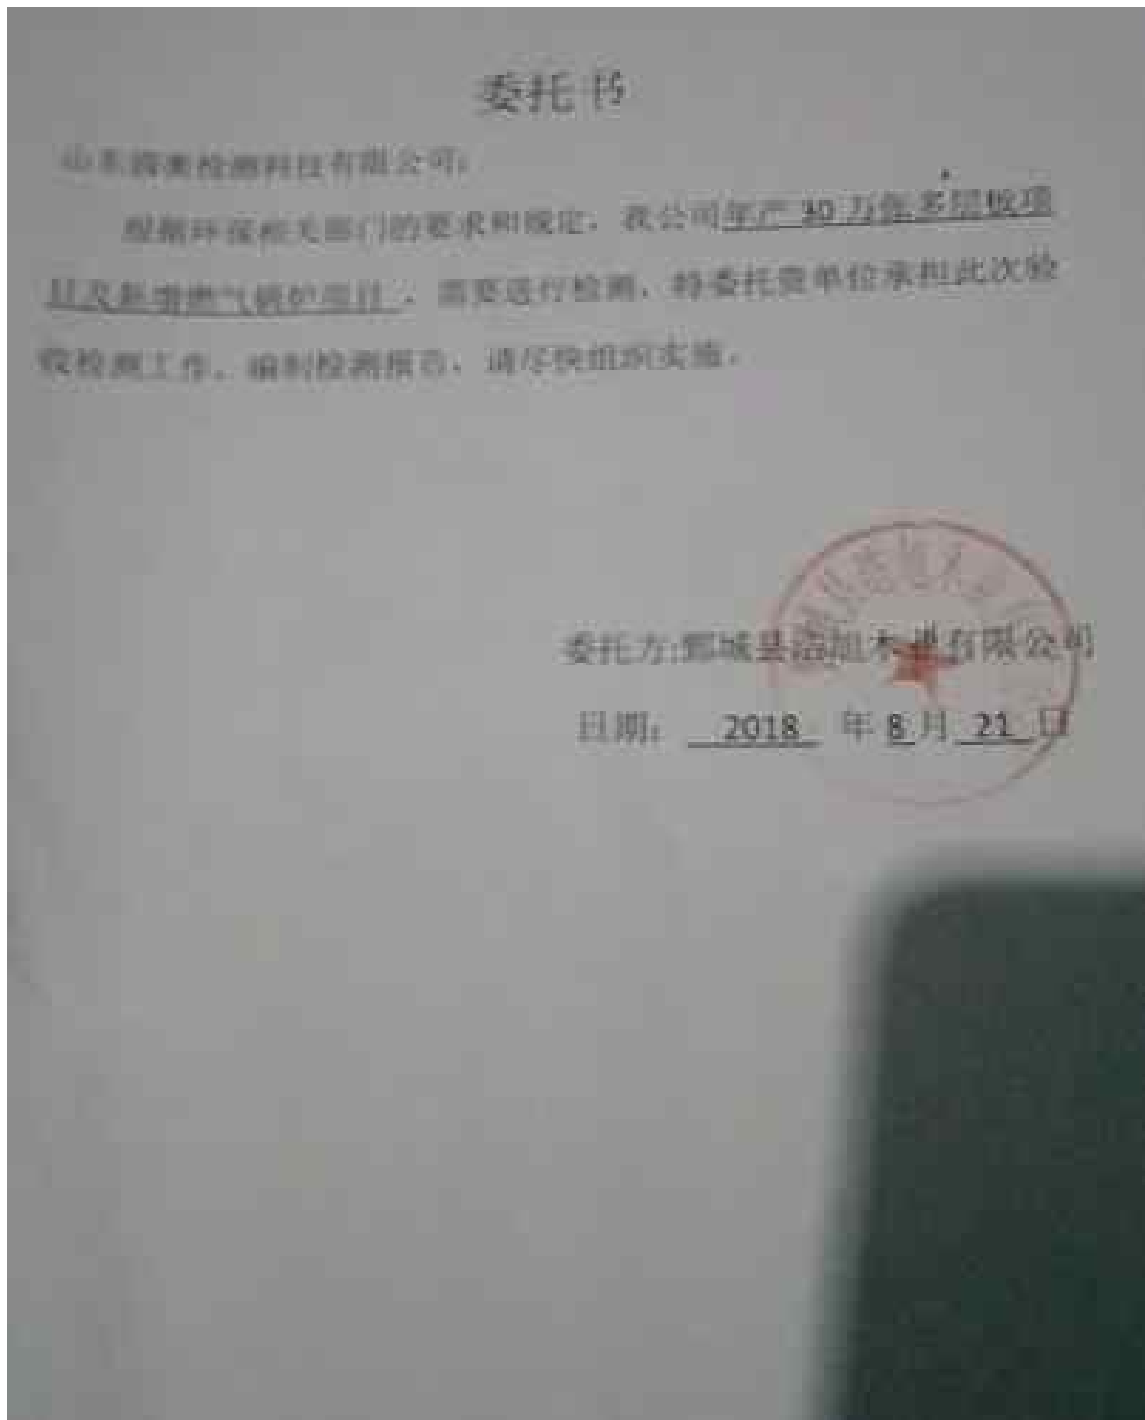 委托书
山东圆衡检测科技有限公司:
根据环保相关部门的要求和规定,我公司年产 10 万张多层板项
目及新增燃气锅炉项目,需要进行检测,特委托贵单位承担此次验
收检测工作,编制检测报告,请尽快组织实施。
委托方:鄄城县浩旭木业有限公司
日期: 2018 年 8 月 21 日